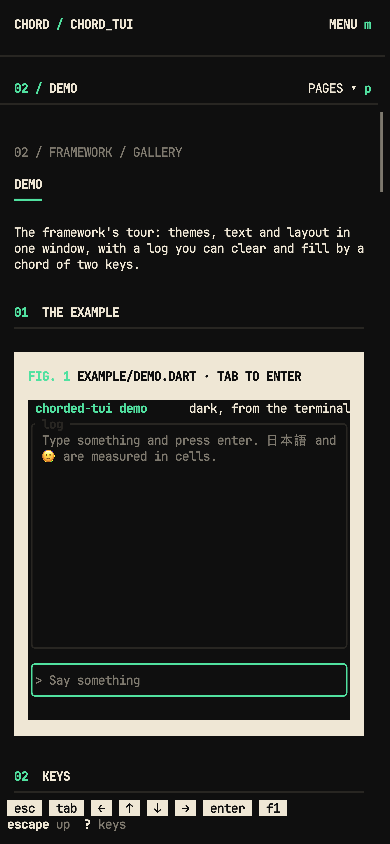 CHORD / CHORD_TUI MENU m
02 / DEMO PAGES ▾ p
02 / FRAMEWORK / GALLERY
DEMO
The framework's tour: themes, text and layout in
one window, with a log you can clear and fill by a
chord of two keys.
01 THE EXAMPLE
FIG. 1 EXAMPLE/DEMO.DART · TAB TO ENTER
chorded-tui demo dark, from the terminal
log
Type something and press enter. 日本語 and
😀 are measured in cells.
> Say something
02 KEYS
esc tab ← ↑ ↓ → enter f1
escape up ? keys